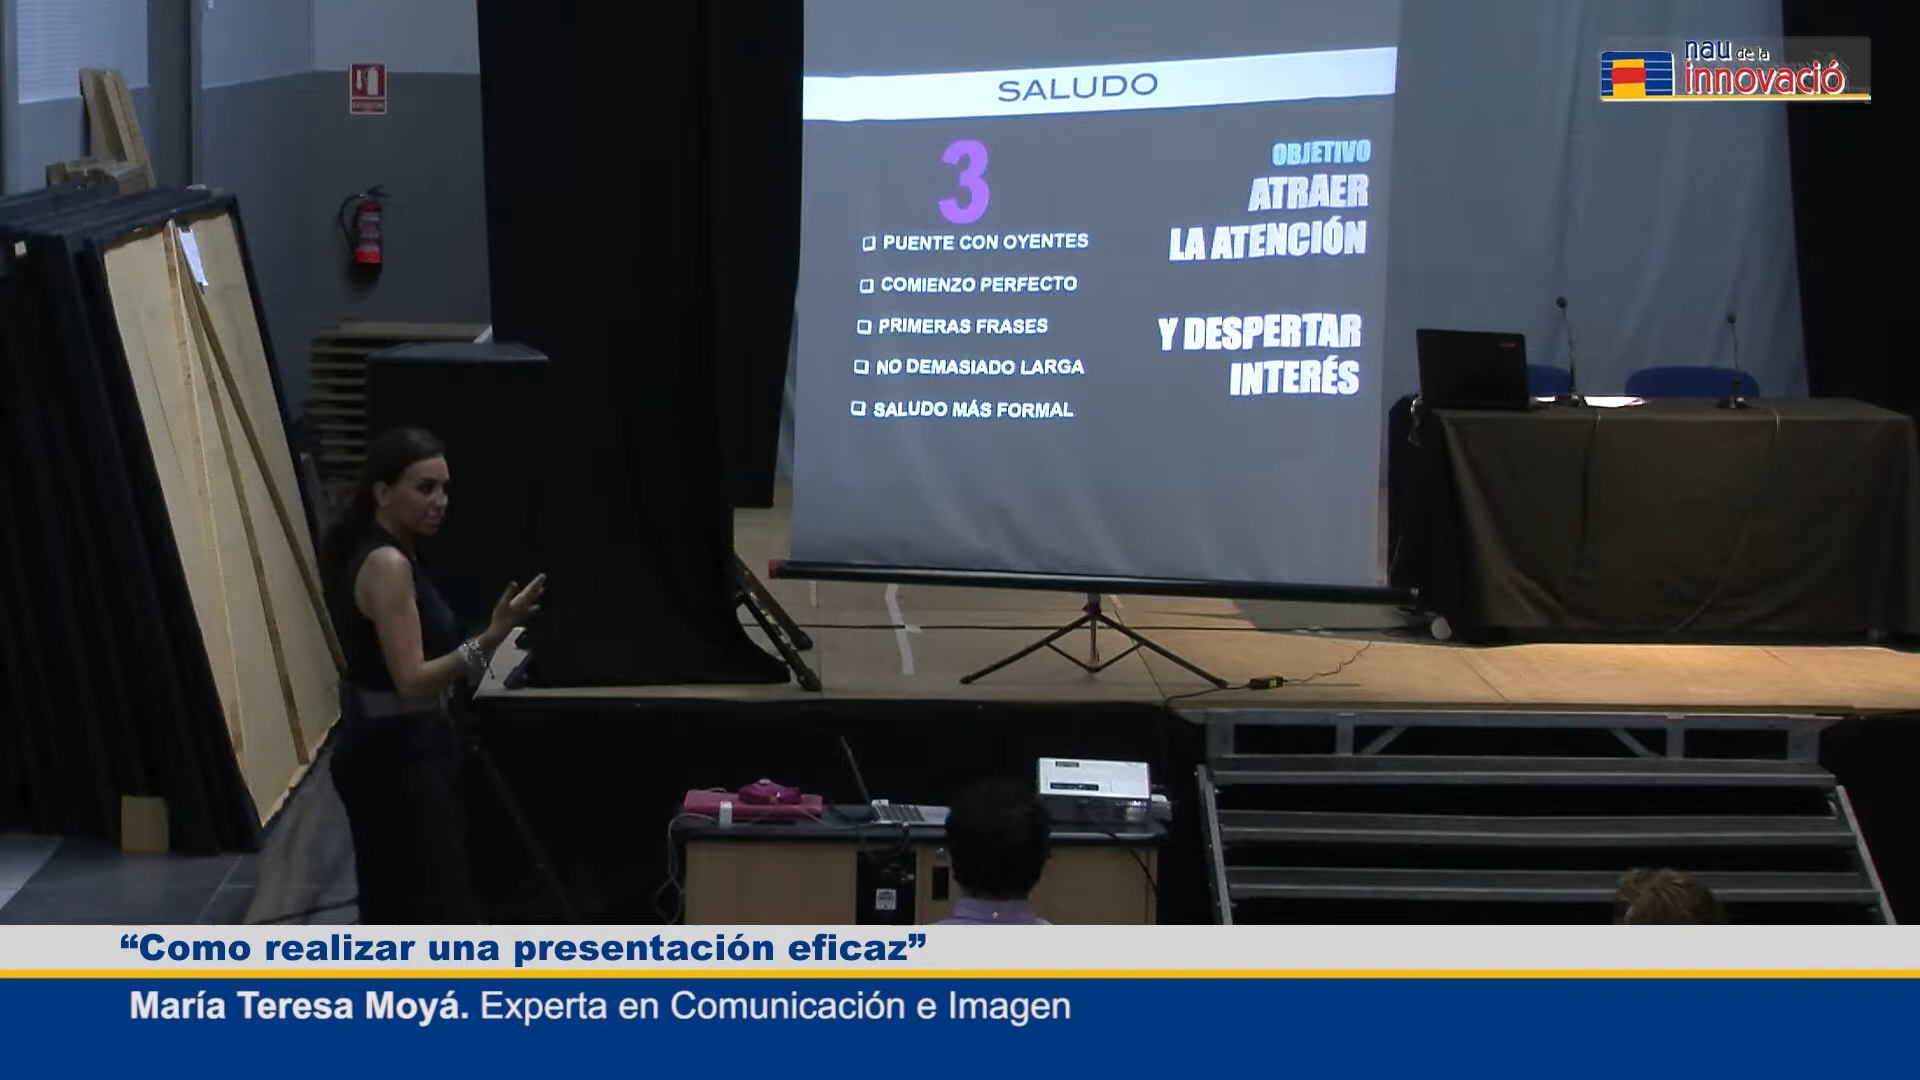 nau de la
innovació
SALUDO
3
PUENTE CON OYENTES
COMIENZO PERFECTO
PRIMERAS FRASES
NO DEMASIADO LARGA
SALUDO MÁS FORMAL
OBJETIVO
ATRAER
LA ATENCIÓN
Y DESPERTAR
INTERÉS
“Como realizar una presentación eficaz”
María Teresa Moyá. Experta en Comunicación e Imagen